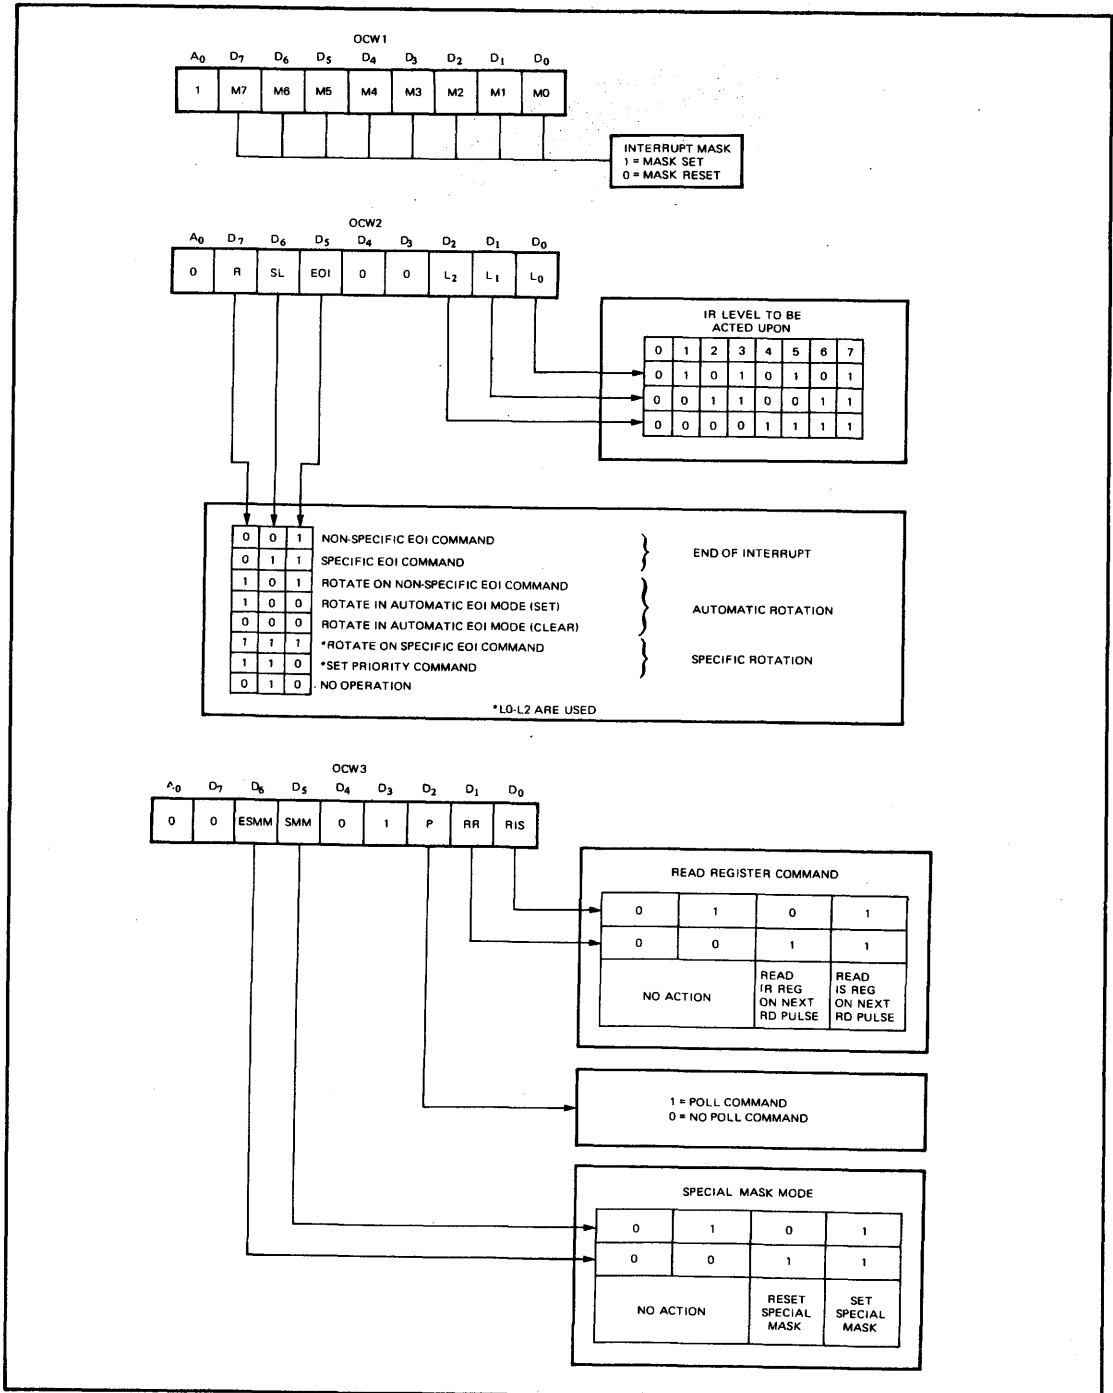 OCW1
A0 D7 D6 D5 D4 D3 D2 D1 D0
1 M7 M6 M5 M4 M3 M2 M1 M0
INTERRUPT MASK
1 = MASK SET
0 = MASK RESET
OCW2
A0 D7 D6 D5 D4 D3 D2 D1 D0
0 R SL EOI 0 0 L2 L1 L0
IR LEVEL TO BE
ACTED UPON
0 1 2 3 4 5 6 7
0 1 0 1 0 1 0 1
0 0 1 1 0 0 1 1
0 0 0 0 1 1 1 1
0 0 1 NON-SPECIFIC EOI COMMAND
0 1 1 SPECIFIC EOI COMMAND
END OF INTERRUPT
1 0 1 ROTATE ON NON-SPECIFIC EOI COMMAND
1 0 0 ROTATE IN AUTOMATIC EOI MODE (SET)
0 0 0 ROTATE IN AUTOMATIC EOI MODE (CLEAR)
AUTOMATIC ROTATION
1 1 1 *ROTATE ON SPECIFIC EOI COMMAND
1 1 0 *SET PRIORITY COMMAND
SPECIFIC ROTATION
0 1 0 NO OPERATION
*L0-L2 ARE USED
OCW3
A0 D7 D6 D5 D4 D3 D2 D1 D0
0 0 ESMM SMM 0 1 P RR RIS
READ REGISTER COMMAND
0 1 0 1
0 0 1 1
NO ACTION
READ
IR REG
ON NEXT
RD PULSE
READ
IS REG
ON NEXT
RD PULSE
1 = POLL COMMAND
0 = NO POLL COMMAND
SPECIAL MASK MODE
0 1 0 1
0 0 1 1
NO ACTION
RESET
SPECIAL
MASK
SET
SPECIAL
MASK